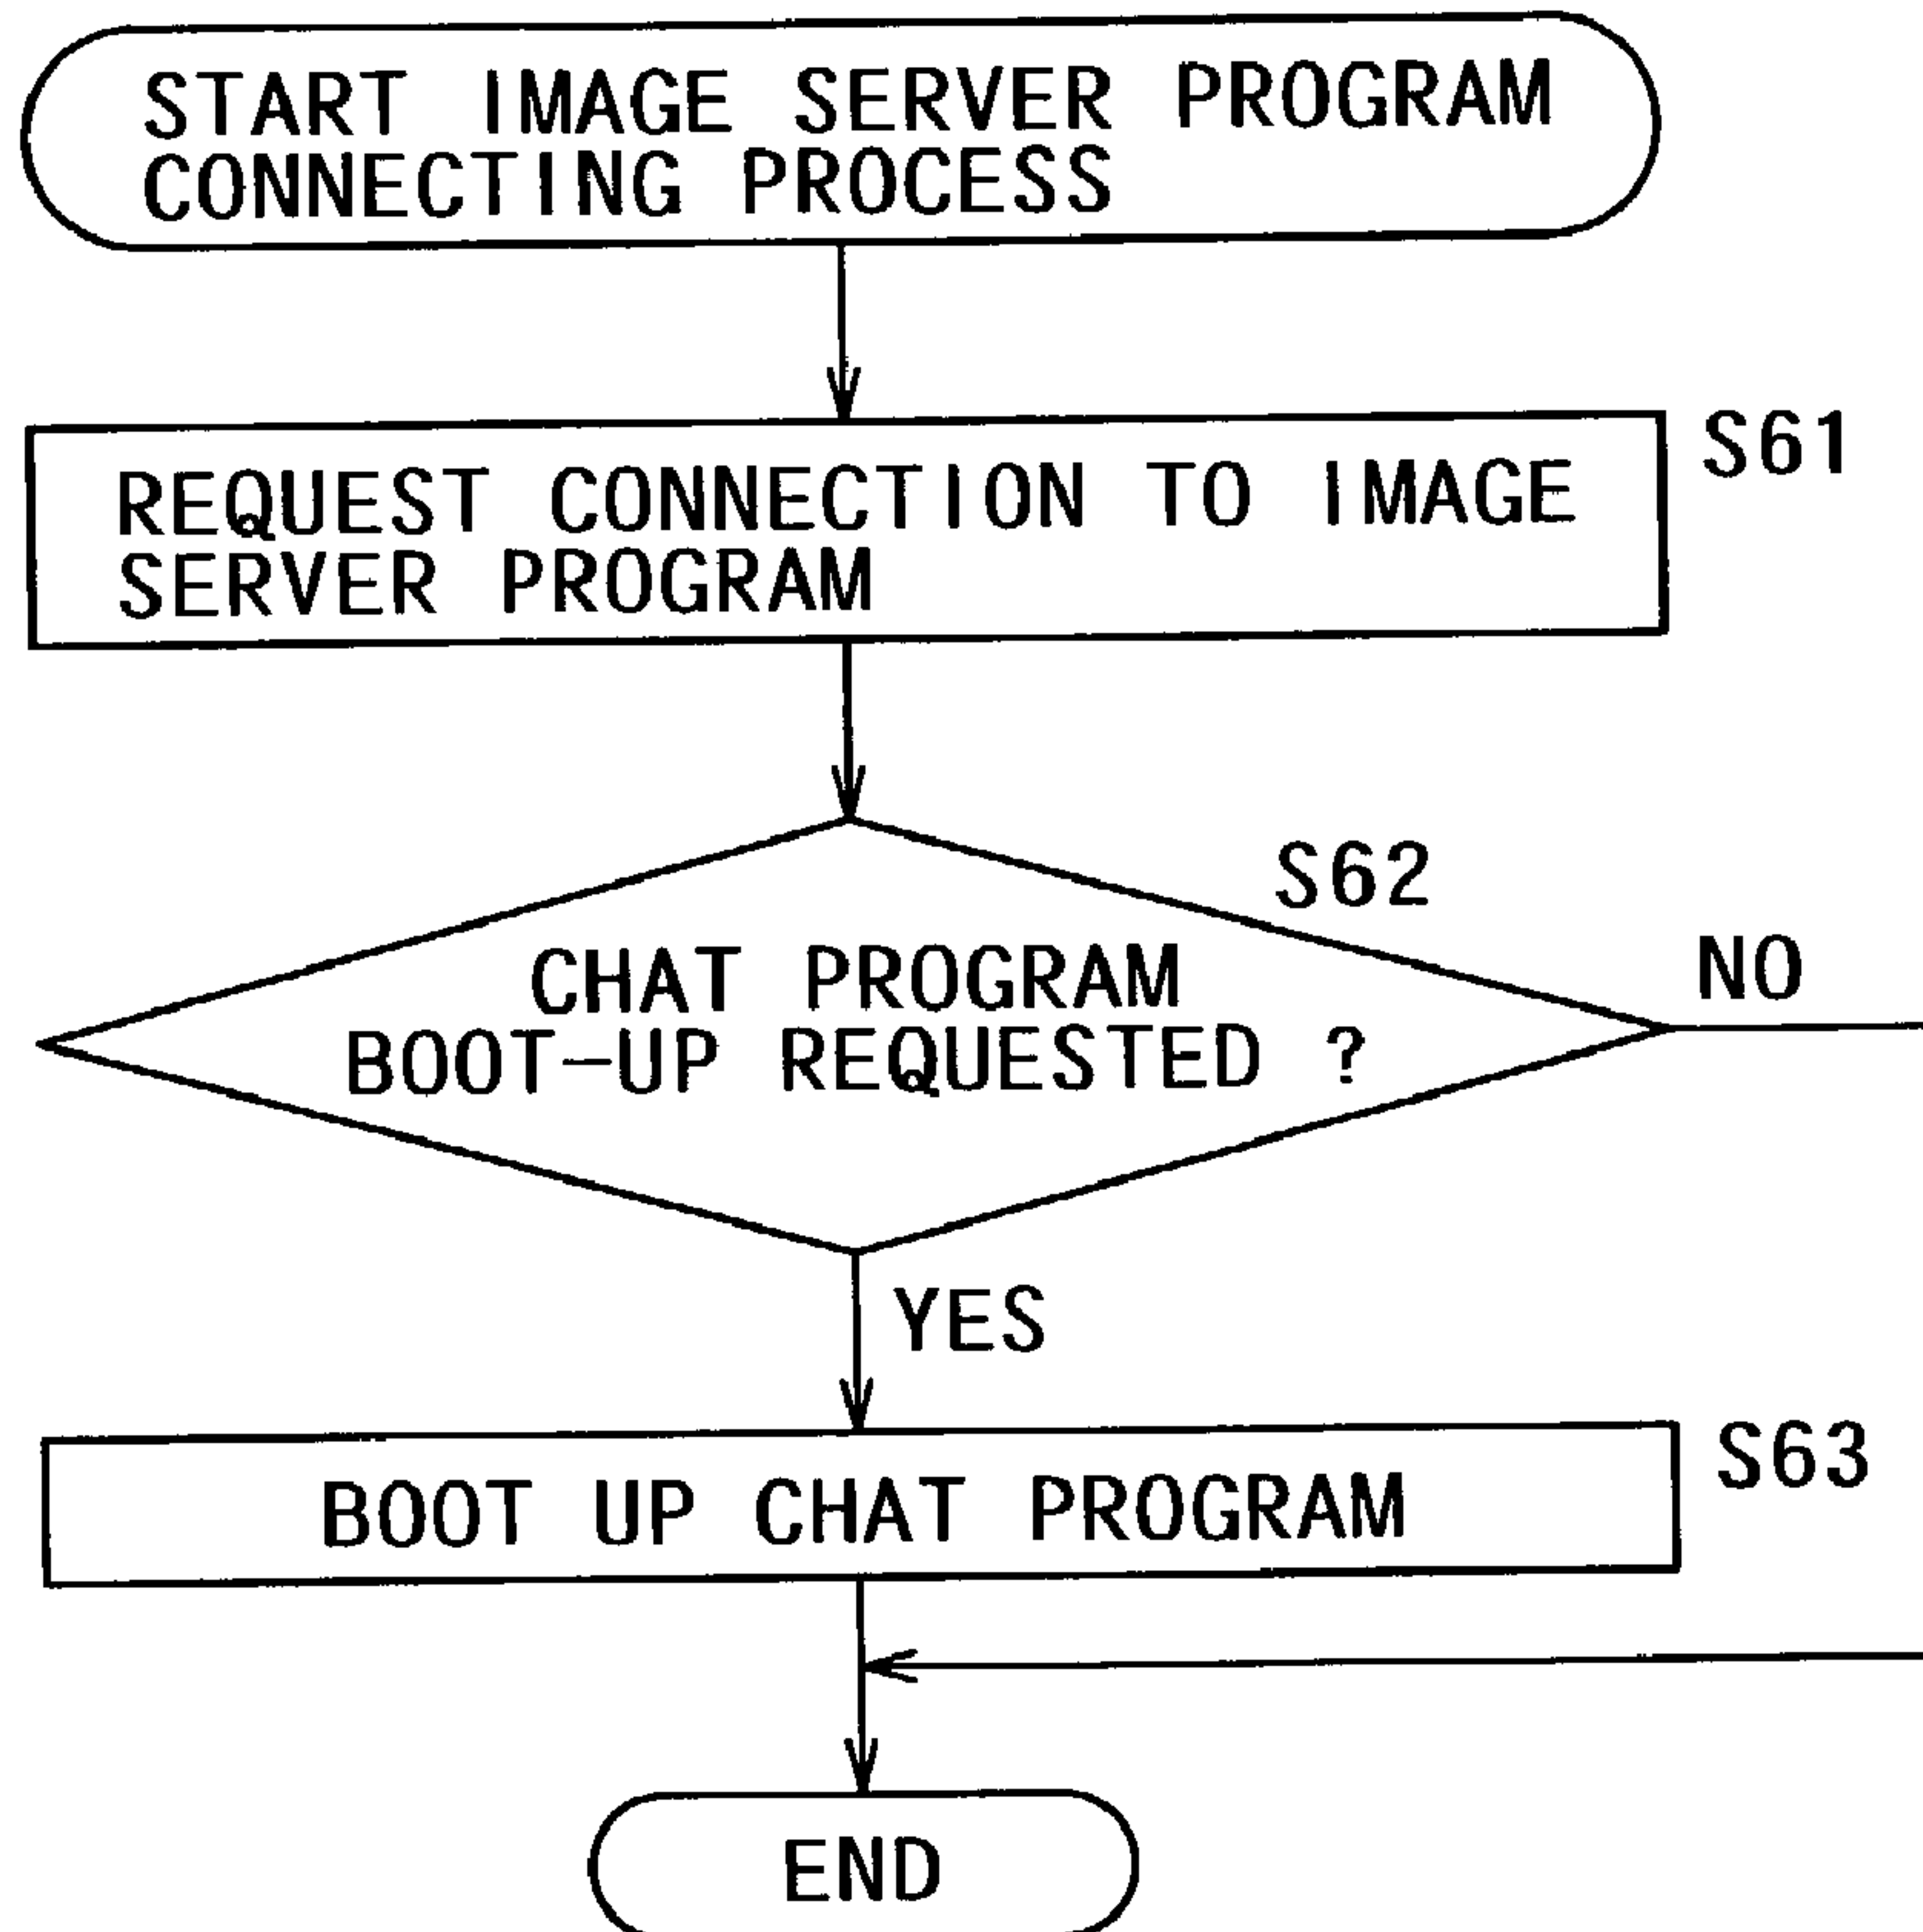 START IMAGE SERVER PROGRAM
CONNECTING PROCESS
S61
REQUEST CONNECTION TO IMAGE
SERVER PROGRAM
S62
CHAT PROGRAM
BOOT-UP REQUESTED ?
NO
YES
S63
BOOT UP CHAT PROGRAM
END